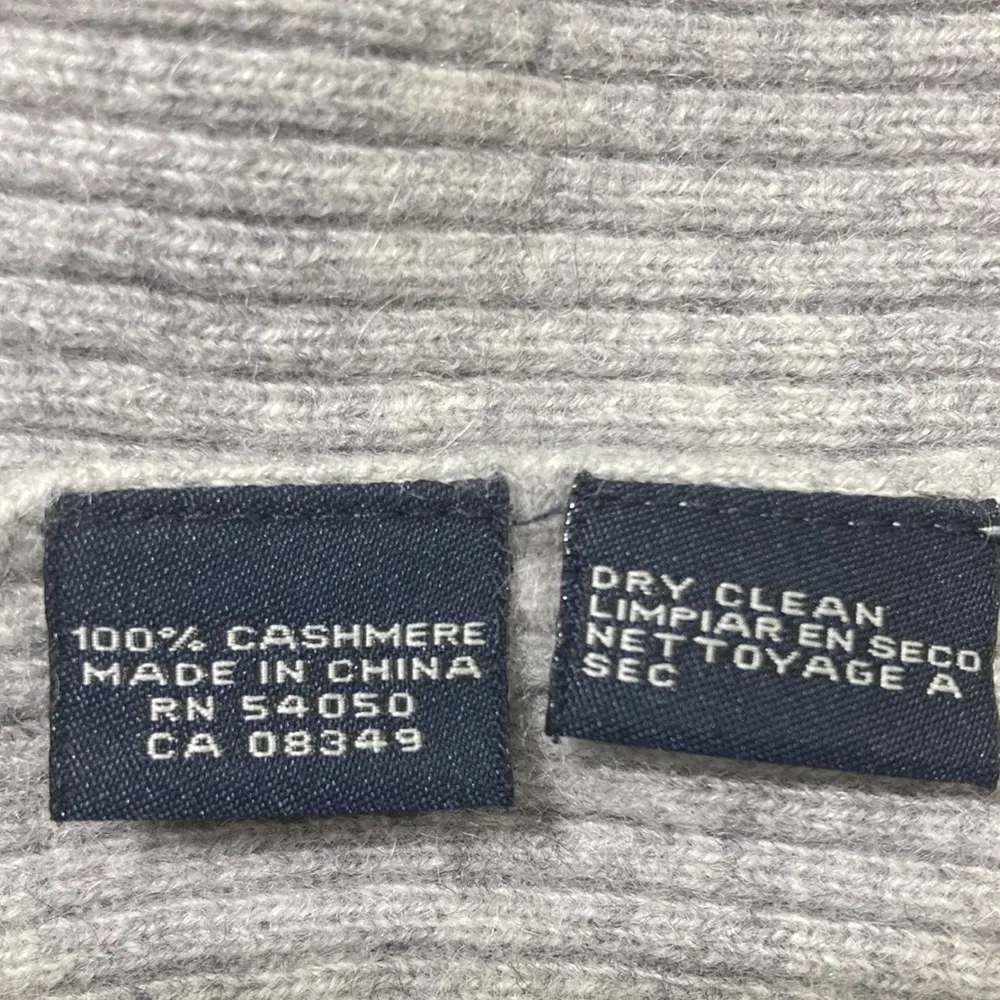 100% CASHMERE
MADE IN CHINA
RN 54050
CA 08349
DRY CLEAN
LIMPIAR EN SECO
NETTOYAGE A
SEC